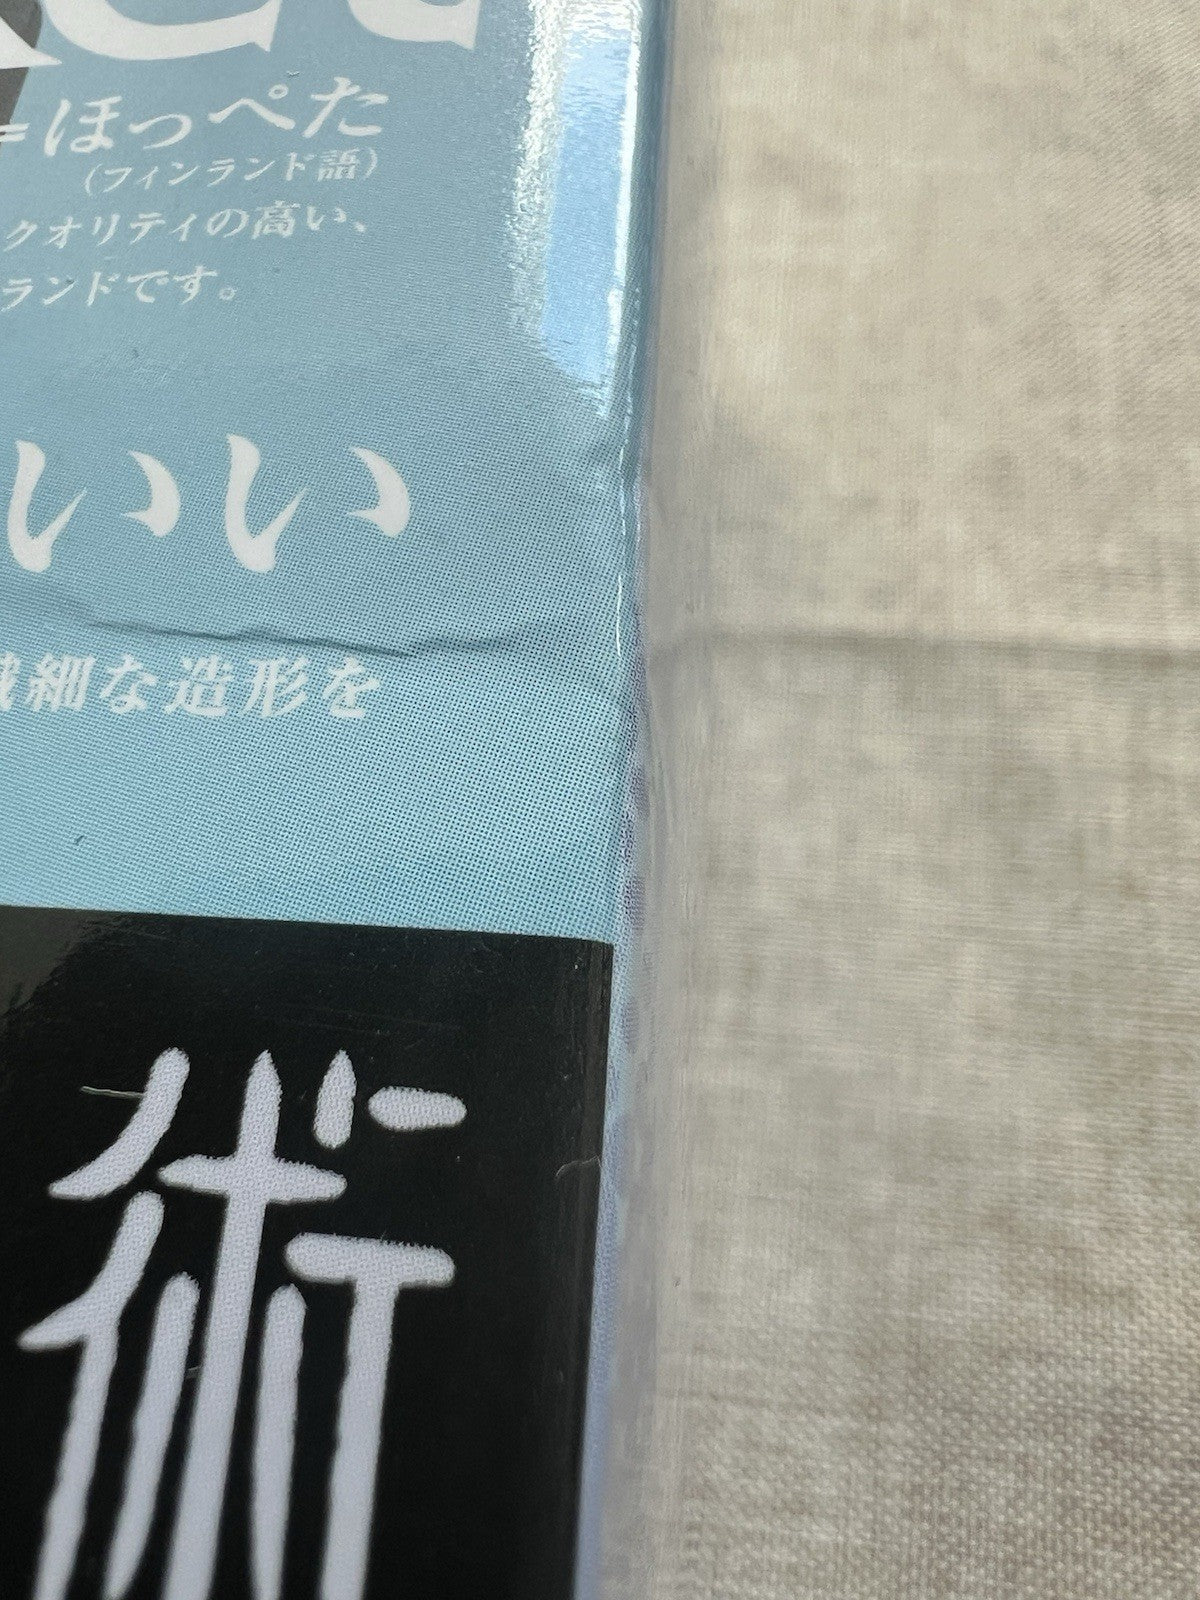 =ほっぺた
(フィンランド語)
クオリティの高い、
ランドです。
いい
繊細な造形を
術